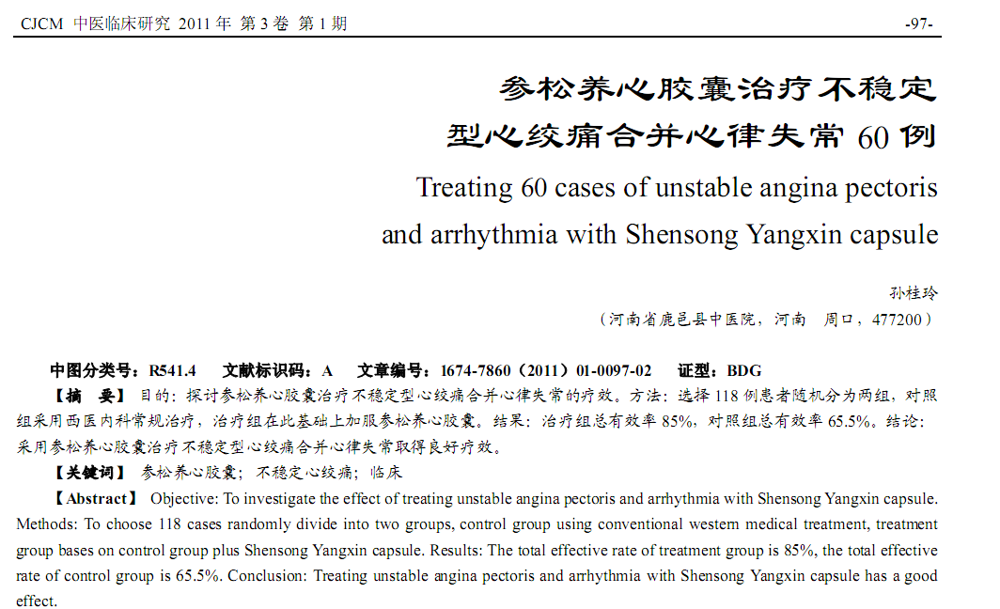 CJCM 中医临床研究 2011 年 第 3 卷 第 1 期 -97-
参松养心胶囊治疗不稳定
型心绞痛合并心律失常 60 例
Treating 60 cases of unstable angina pectoris
and arrhythmia with Shensong Yangxin capsule
孙桂玲
（河南省鹿邑县中医院，河南 周口，477200）
中图分类号：R541.4 文献标识码：A 文章编号：1674-7860（2011）01-0097-02 证型：BDG
【摘 要】 目的：探讨参松养心胶囊治疗不稳定型心绞痛合并心律失常的疗效。方法：选择 118 例患者随机分为两组，对照
组采用西医内科常规治疗，治疗组在此基础上加服参松养心胶囊。结果：治疗组总有效率 85%，对照组总有效率 65.5%。结论：
采用参松养心胶囊治疗不稳定型心绞痛合并心律失常取得良好疗效。
【关键词】 参松养心胶囊；不稳定心绞痛；临床
【Abstract】 Objective: To investigate the effect of treating unstable angina pectoris and arrhythmia with Shensong Yangxin capsule.
Methods: To choose 118 cases randomly divide into two groups, control group using conventional western medical treatment, treatment
group bases on control group plus Shensong Yangxin capsule. Results: The total effective rate of treatment group is 85%, the total effective
rate of control group is 65.5%. Conclusion: Treating unstable angina pectoris and arrhythmia with Shensong Yangxin capsule has a good
effect.